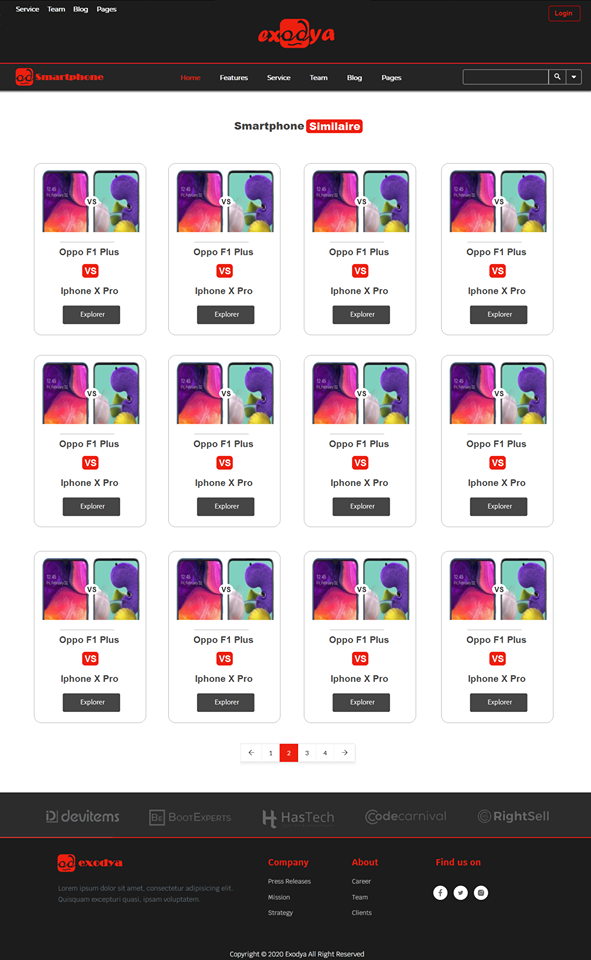 Service Team Blog Pages
Login
exodya
Smartphone
Home Features Service Team Blog Pages
Smartphone Similaire
VS VS VS VS
Oppo F1 Plus Oppo F1 Plus Oppo F1 Plus Oppo F1 Plus
VS VS VS VS
Iphone X Pro Iphone X Pro Iphone X Pro Iphone X Pro
Explorer Explorer Explorer Explorer
VS VS VS VS
Oppo F1 Plus Oppo F1 Plus Oppo F1 Plus Oppo F1 Plus
VS VS VS VS
Iphone X Pro Iphone X Pro Iphone X Pro Iphone X Pro
Explorer Explorer Explorer Explorer
VS VS VS VS
Oppo F1 Plus Oppo F1 Plus Oppo F1 Plus Oppo F1 Plus
VS VS VS VS
Iphone X Pro Iphone X Pro Iphone X Pro Iphone X Pro
Explorer Explorer Explorer Explorer
← 1 2 3 4 →
devitems BE BOOTEXPERTS HasTech Codecarnival RightSell
exodya
Lorem ipsum dolor sit amet, consectetur adipisicing elit.
Quisquam excepturi quasi, ipsam voluptatem.
Company
Press Releases
Mission
Strategy
About
Career
Team
Clients
Find us on
Copyright © 2020 Exodya All Right Reserved